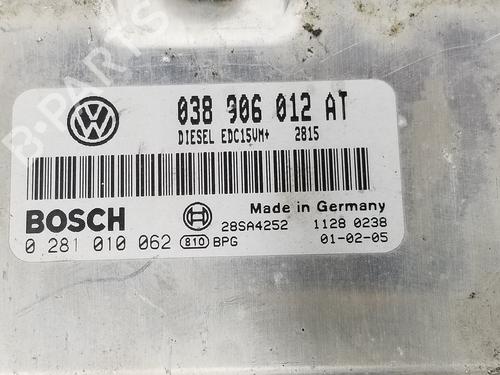 B-PARTS
038 906 012 AT
DIESEL EDC15VM+ 2815
BOSCH
Made in Germany
28SA4252 1128 0238
0 281 010 062 810 BPG 01-02-05